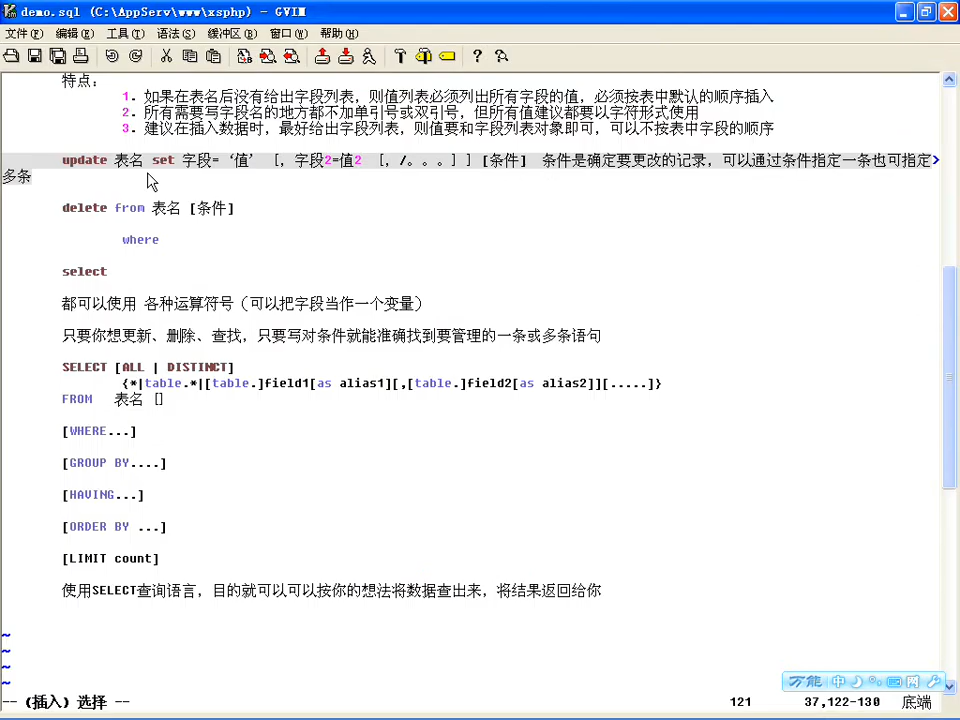 demo.sql (C:\AppServ\www\xsphp) - GVIM
文件(F) 编辑(E) 工具(T) 语法(S) 缓冲区(B) 窗口(W) 帮助(H)
特点:
1. 如果在表名后没有给出字段列表，则值列表必须列出所有字段的值，必须按表中默认的顺序插入
2. 所有需要写字段名的地方都不加单引号或双引号，但所有值建议都要以字符形式使用
3. 建议在插入数据时，最好给出字段列表，则值要和字段列表对象即可，可以不按表中字段的顺序
update 表名 set 字段=‘值’ [, 字段2=值2 [, /。。。] ] [条件] 条件是确定要更改的记录，可以通过条件指定一条也可指定>
多条
delete from 表名 [条件]
where
select
都可以使用 各种运算符号（可以把字段当作一个变量）
只要你想更新、删除、查找，只要写对条件就能准确找到要管理的一条或多条语句
SELECT [ALL | DISTINCT]
{*|table.*|[table.]field1[as alias1][,[table.]field2[as alias2]][.....]}
FROM 表名 []
[WHERE...]
[GROUP BY....]
[HAVING...]
[ORDER BY ...]
[LIMIT count]
使用SELECT查询语言，目的就可以可以按你的想法将数据查出来，将结果返回给你
~
~
~
~
万能 中 网
-- (插入) 选择 -- 121 37,122-130 底端